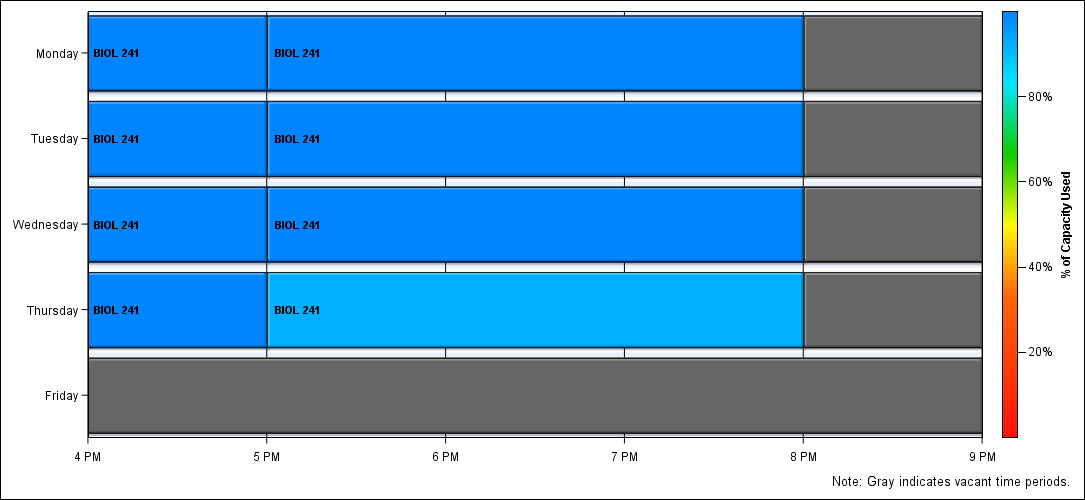 Monday
BIOL 241
BIOL 241
Tuesday
BIOL 241
BIOL 241
Wednesday
BIOL 241
BIOL 241
Thursday
BIOL 241
BIOL 241
Friday
4 PM
5 PM
6 PM
7 PM
8 PM
9 PM
80%
60%
40%
20%
% of Capacity Used
Note: Gray indicates vacant time periods.